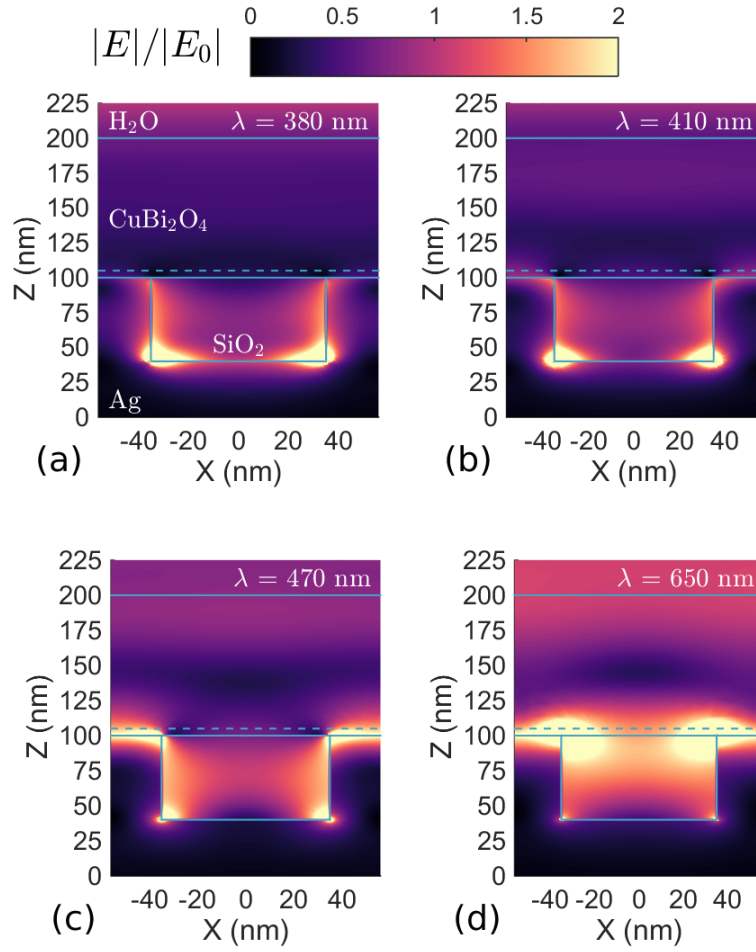 |E|/|E₀|
0 0.5 1 1.5 2
225
200
175
150
125
100
75
50
25
0
Z (nm)
H₂O
λ = 380 nm
CuBi₂O₄
SiO₂
Ag
-40 -20 0 20 40
X (nm)
(a)
225
200
175
150
125
100
75
50
25
0
Z (nm)
λ = 410 nm
-40 -20 0 20 40
X (nm)
(b)
225
200
175
150
125
100
75
50
25
0
Z (nm)
λ = 470 nm
-40 -20 0 20 40
X (nm)
(c)
225
200
175
150
125
100
75
50
25
0
Z (nm)
λ = 650 nm
-40 -20 0 20 40
X (nm)
(d)